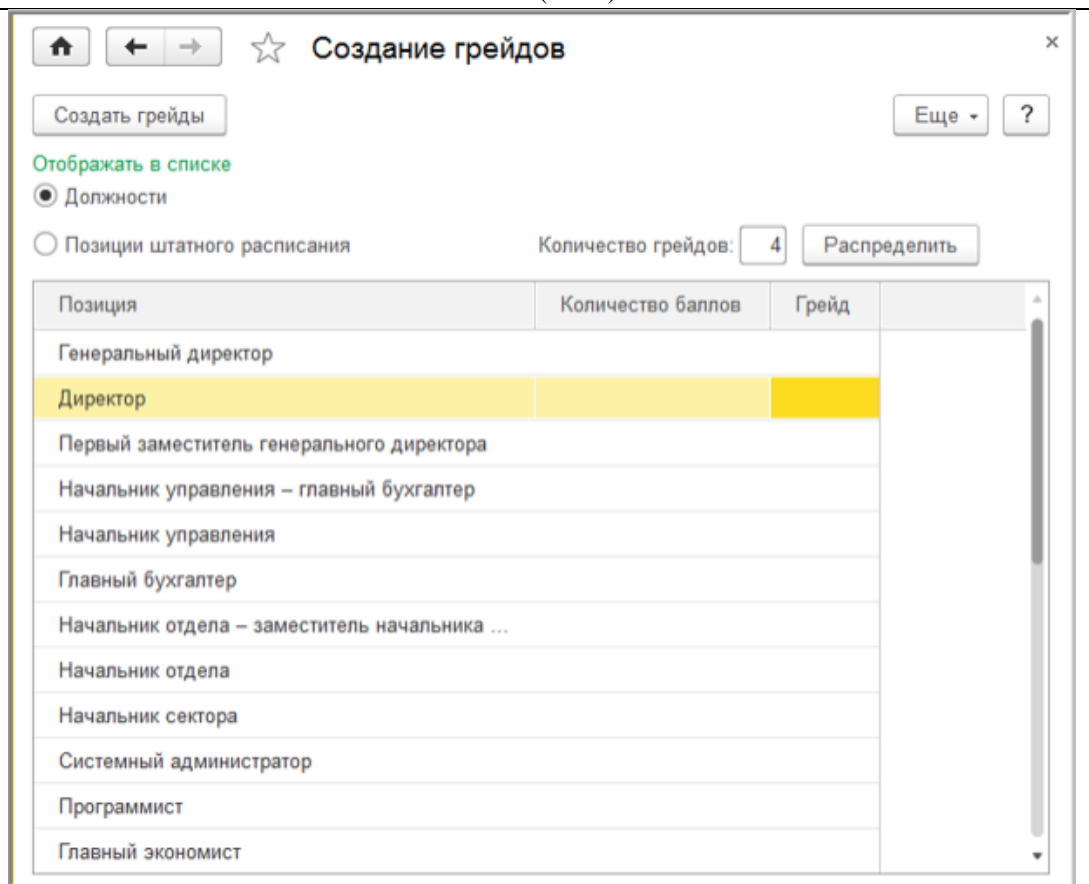 Создание грейдов
×
Создать грейды
Еще
?
Отображать в списке
Должности
Позиции штатного расписания Количество грейдов: 4 Распределить
Позиция Количество баллов Грейд
Генеральный директор
Директор
Первый заместитель генерального директора
Начальник управления – главный бухгалтер
Начальник управления
Главный бухгалтер
Начальник отдела – заместитель начальника ...
Начальник отдела
Начальник сектора
Системный администратор
Программист
Главный экономист